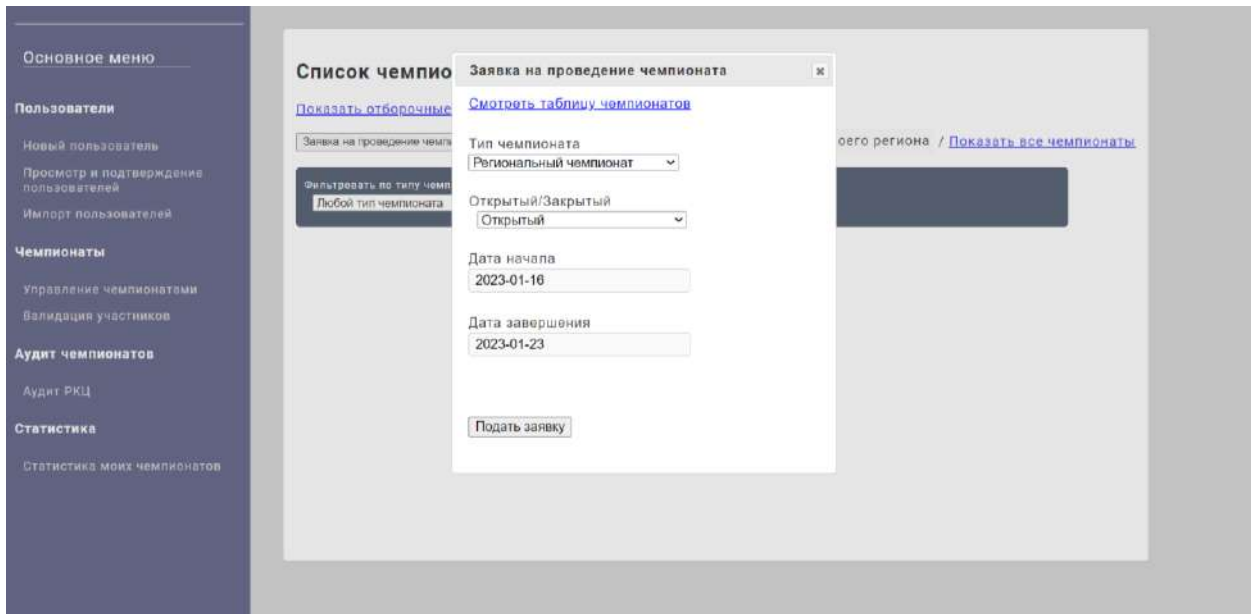 Основное меню
Пользователи
Новый пользователь
Просмотр и подтверждение
пользователей
Импорт пользователей
Чемпионаты
Управление чемпионатами
Валидация участников
Аудит чемпионатов
Аудит РКЦ
Статистика
Статистика моих чемпионатов
Список чемпио
Показать отборочные
Заявка на проведение чемп
оего региона / Показать все чемпионаты
Фильтровать по типу чемп
Любой тип чемпионата
Заявка на проведение чемпионата
Смотреть таблицу чемпионатов
Тип чемпионата
Региональный чемпионат
Открытый/Закрытый
Открытый
Дата начала
2023-01-16
Дата завершения
2023-01-23
Подать заявку